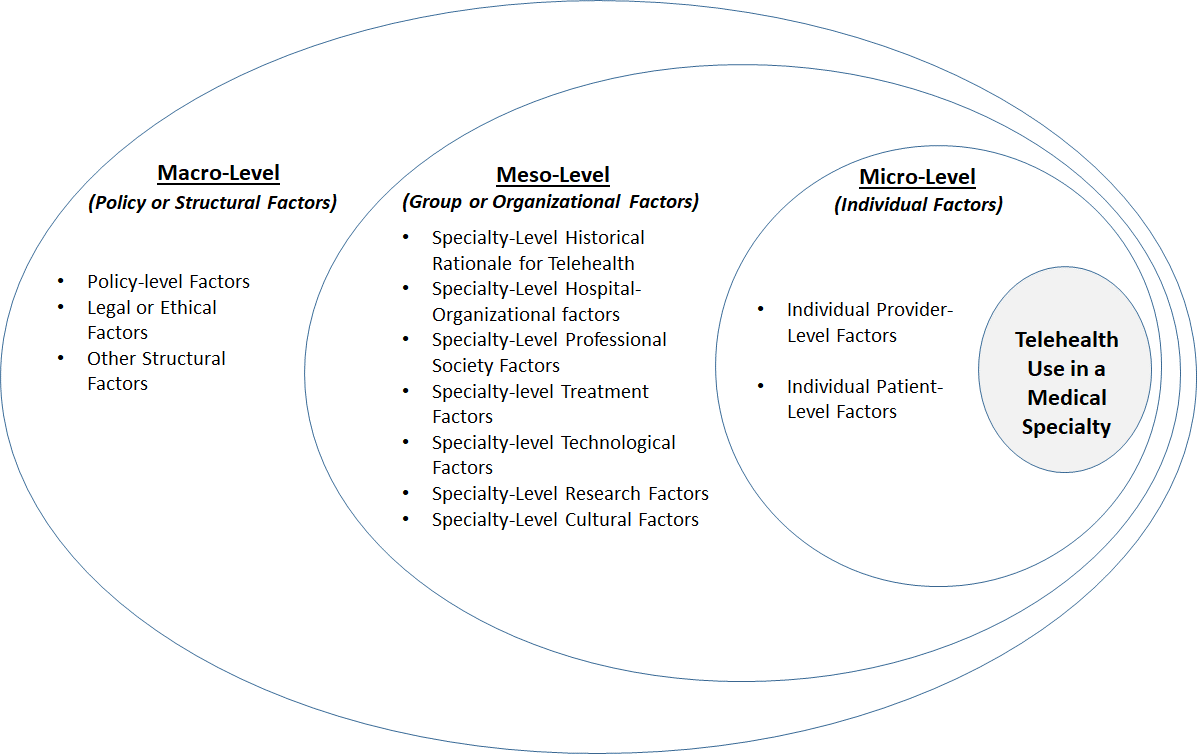 Macro-Level
(Policy or Structural Factors)
• Policy-level Factors
• Legal or Ethical
Factors
• Other Structural
Factors
Meso-Level
(Group or Organizational Factors)
• Specialty-Level Historical
Rationale for Telehealth
• Specialty-Level Hospital-
Organizational factors
• Specialty-Level Professional
Society Factors
• Specialty-level Treatment
Factors
• Specialty-level Technological
Factors
• Specialty-Level Research Factors
• Specialty-Level Cultural Factors
Micro-Level
(Individual Factors)
• Individual Provider-
Level Factors
• Individual Patient-
Level Factors
Telehealth
Use in a
Medical
Specialty